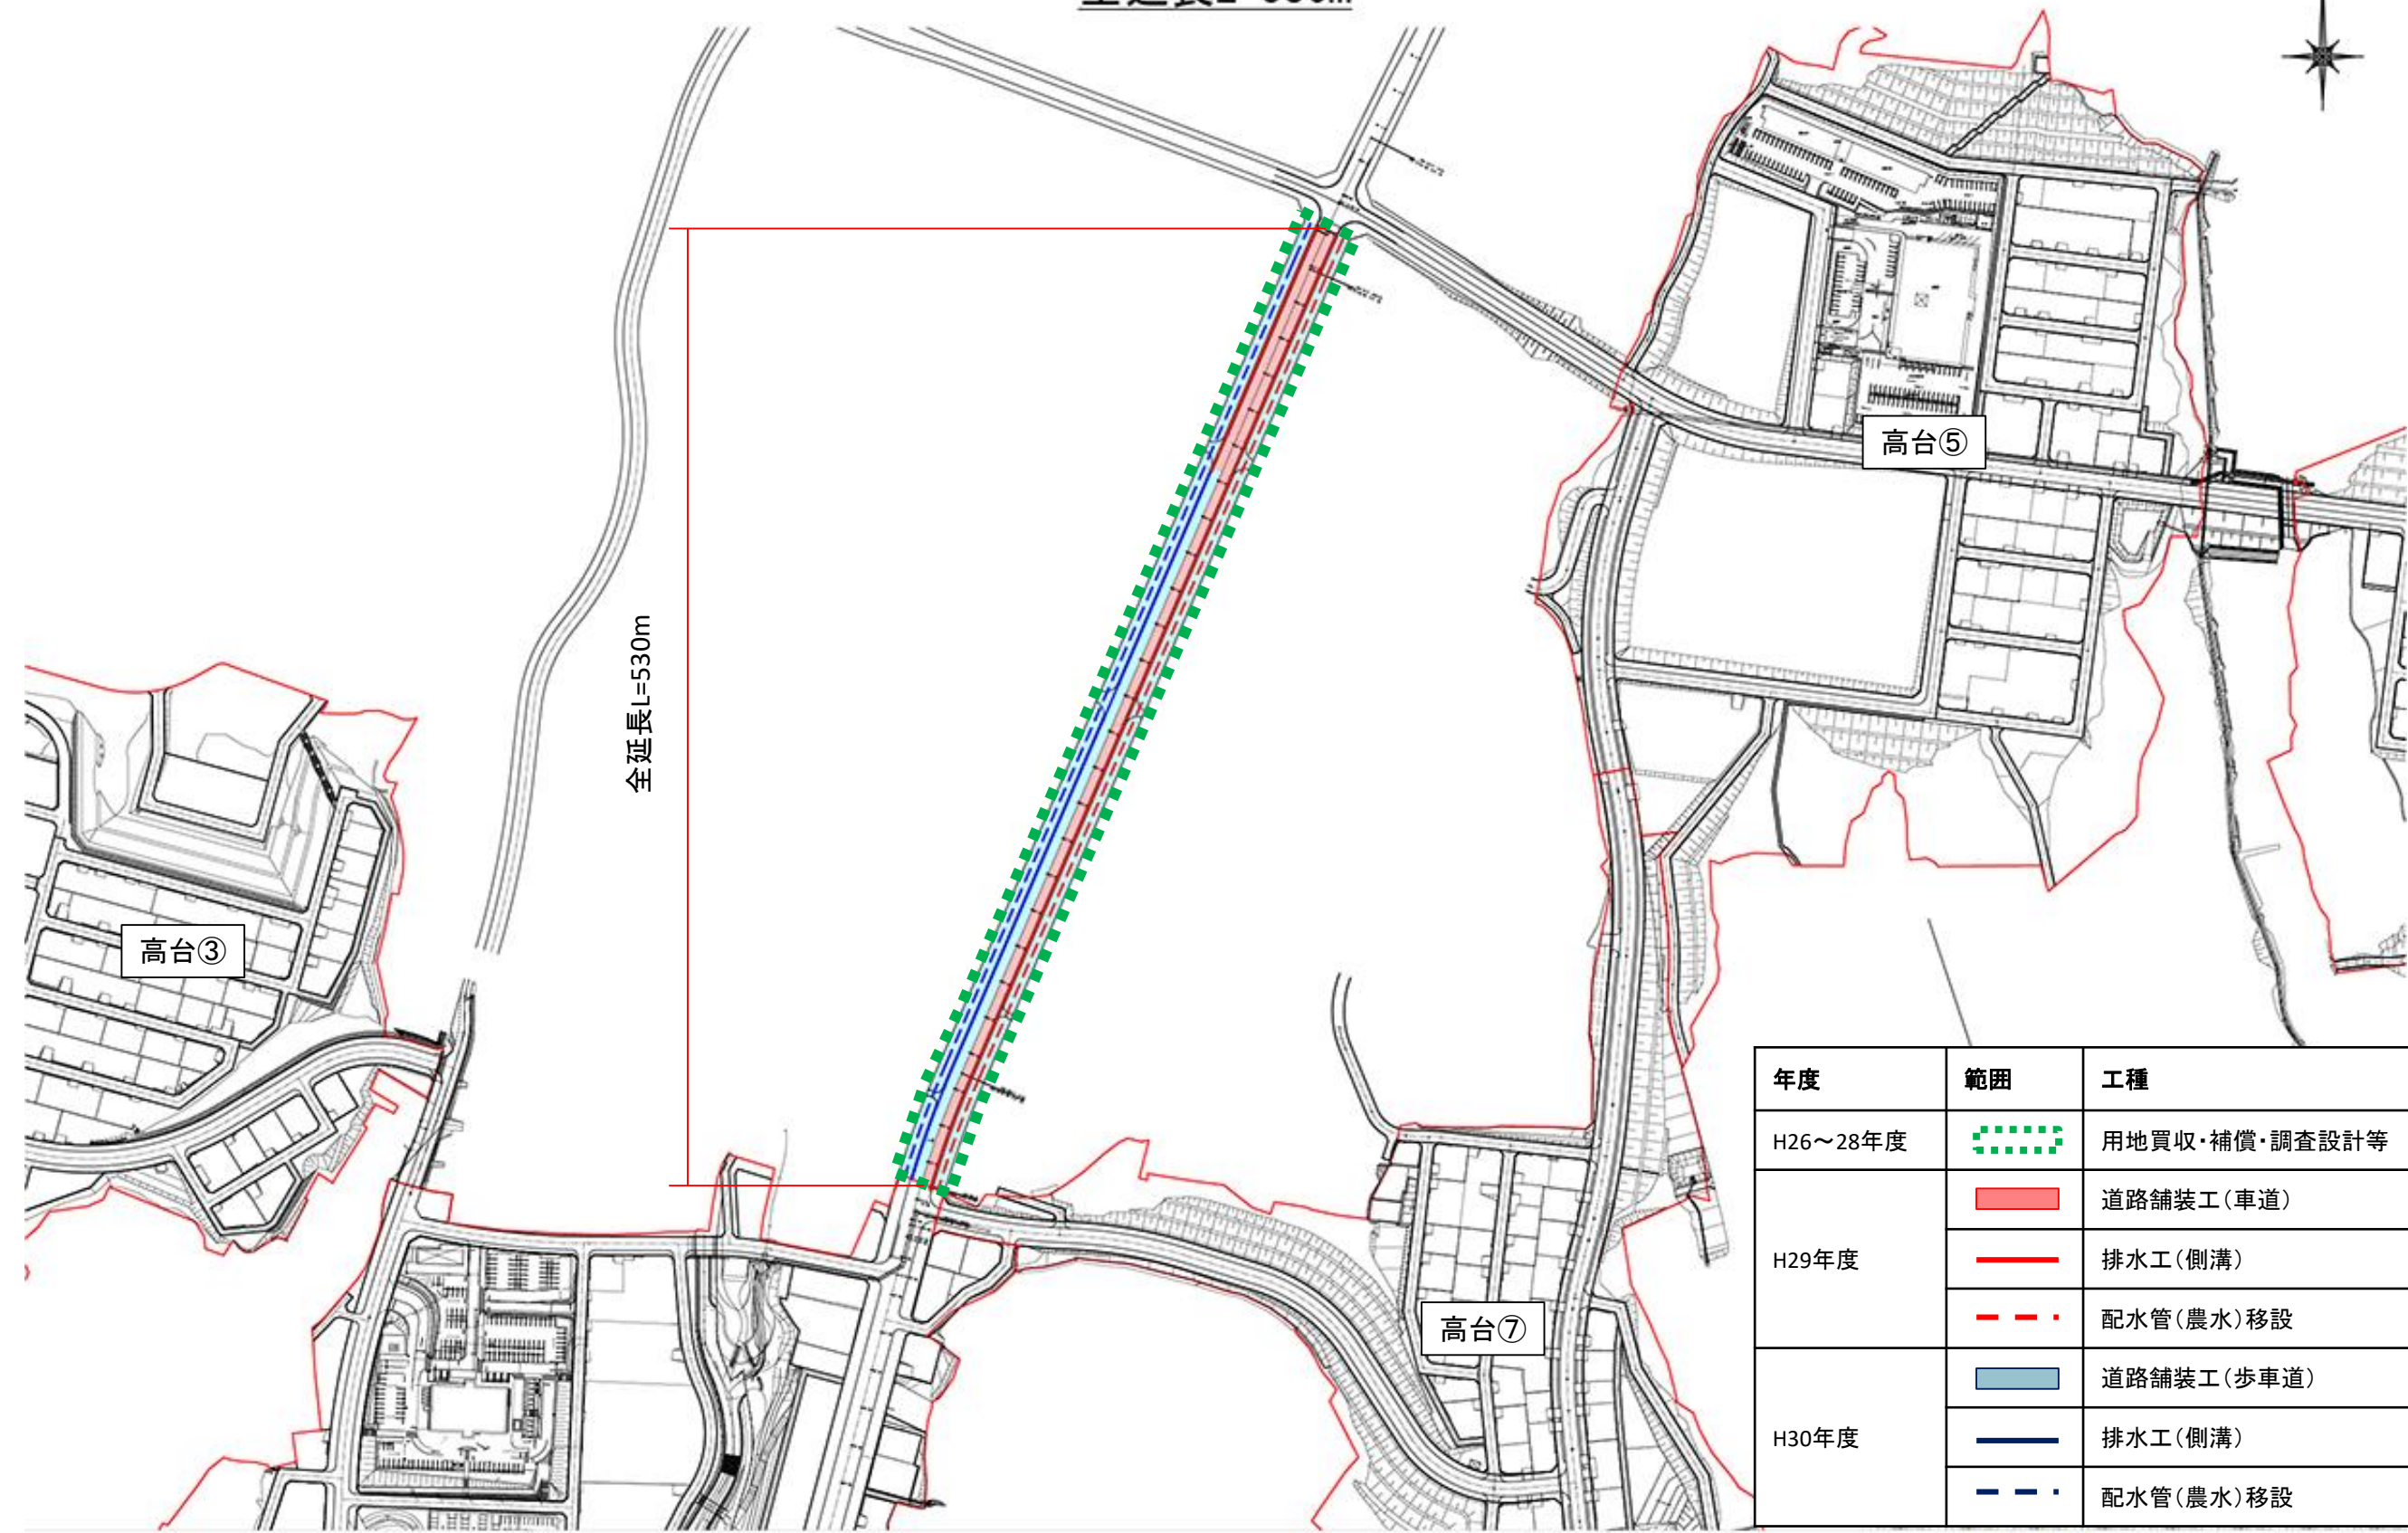 全延長L=530m
高台⑤
高台③
高台⑦
年度 範囲 工種
H26～28年度 用地買収・補償・調査設計等
H29年度 道路舗装工(車道)
排水工(側溝)
配水管(農水)移設
H30年度 道路舗装工(歩車道)
排水工(側溝)
配水管(農水)移設